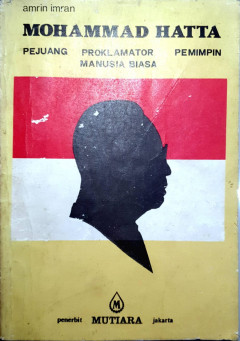 amrin imran
MOHAMMAD HATTA
PEJUANG PROKLAMATOR PEMIMPIN
MANUSIA BIASA
M
penerbit MUTIARA jakarta